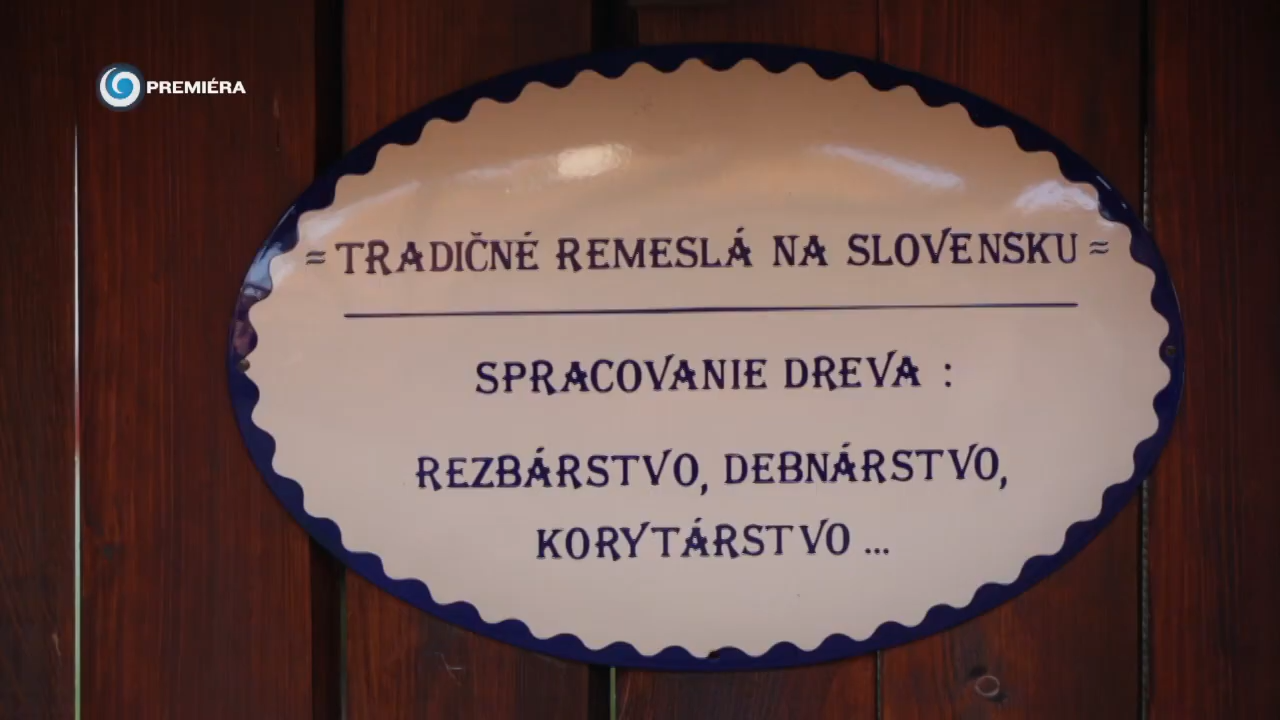 PREMIÉRA
≈ TRADIČNÉ REMESLÁ NA SLOVENSKU ≈
SPRACOVANIE DREVA :
REZBÁRSTVO, DEBNÁRSTVO,
KORYTÁRSTVO ...